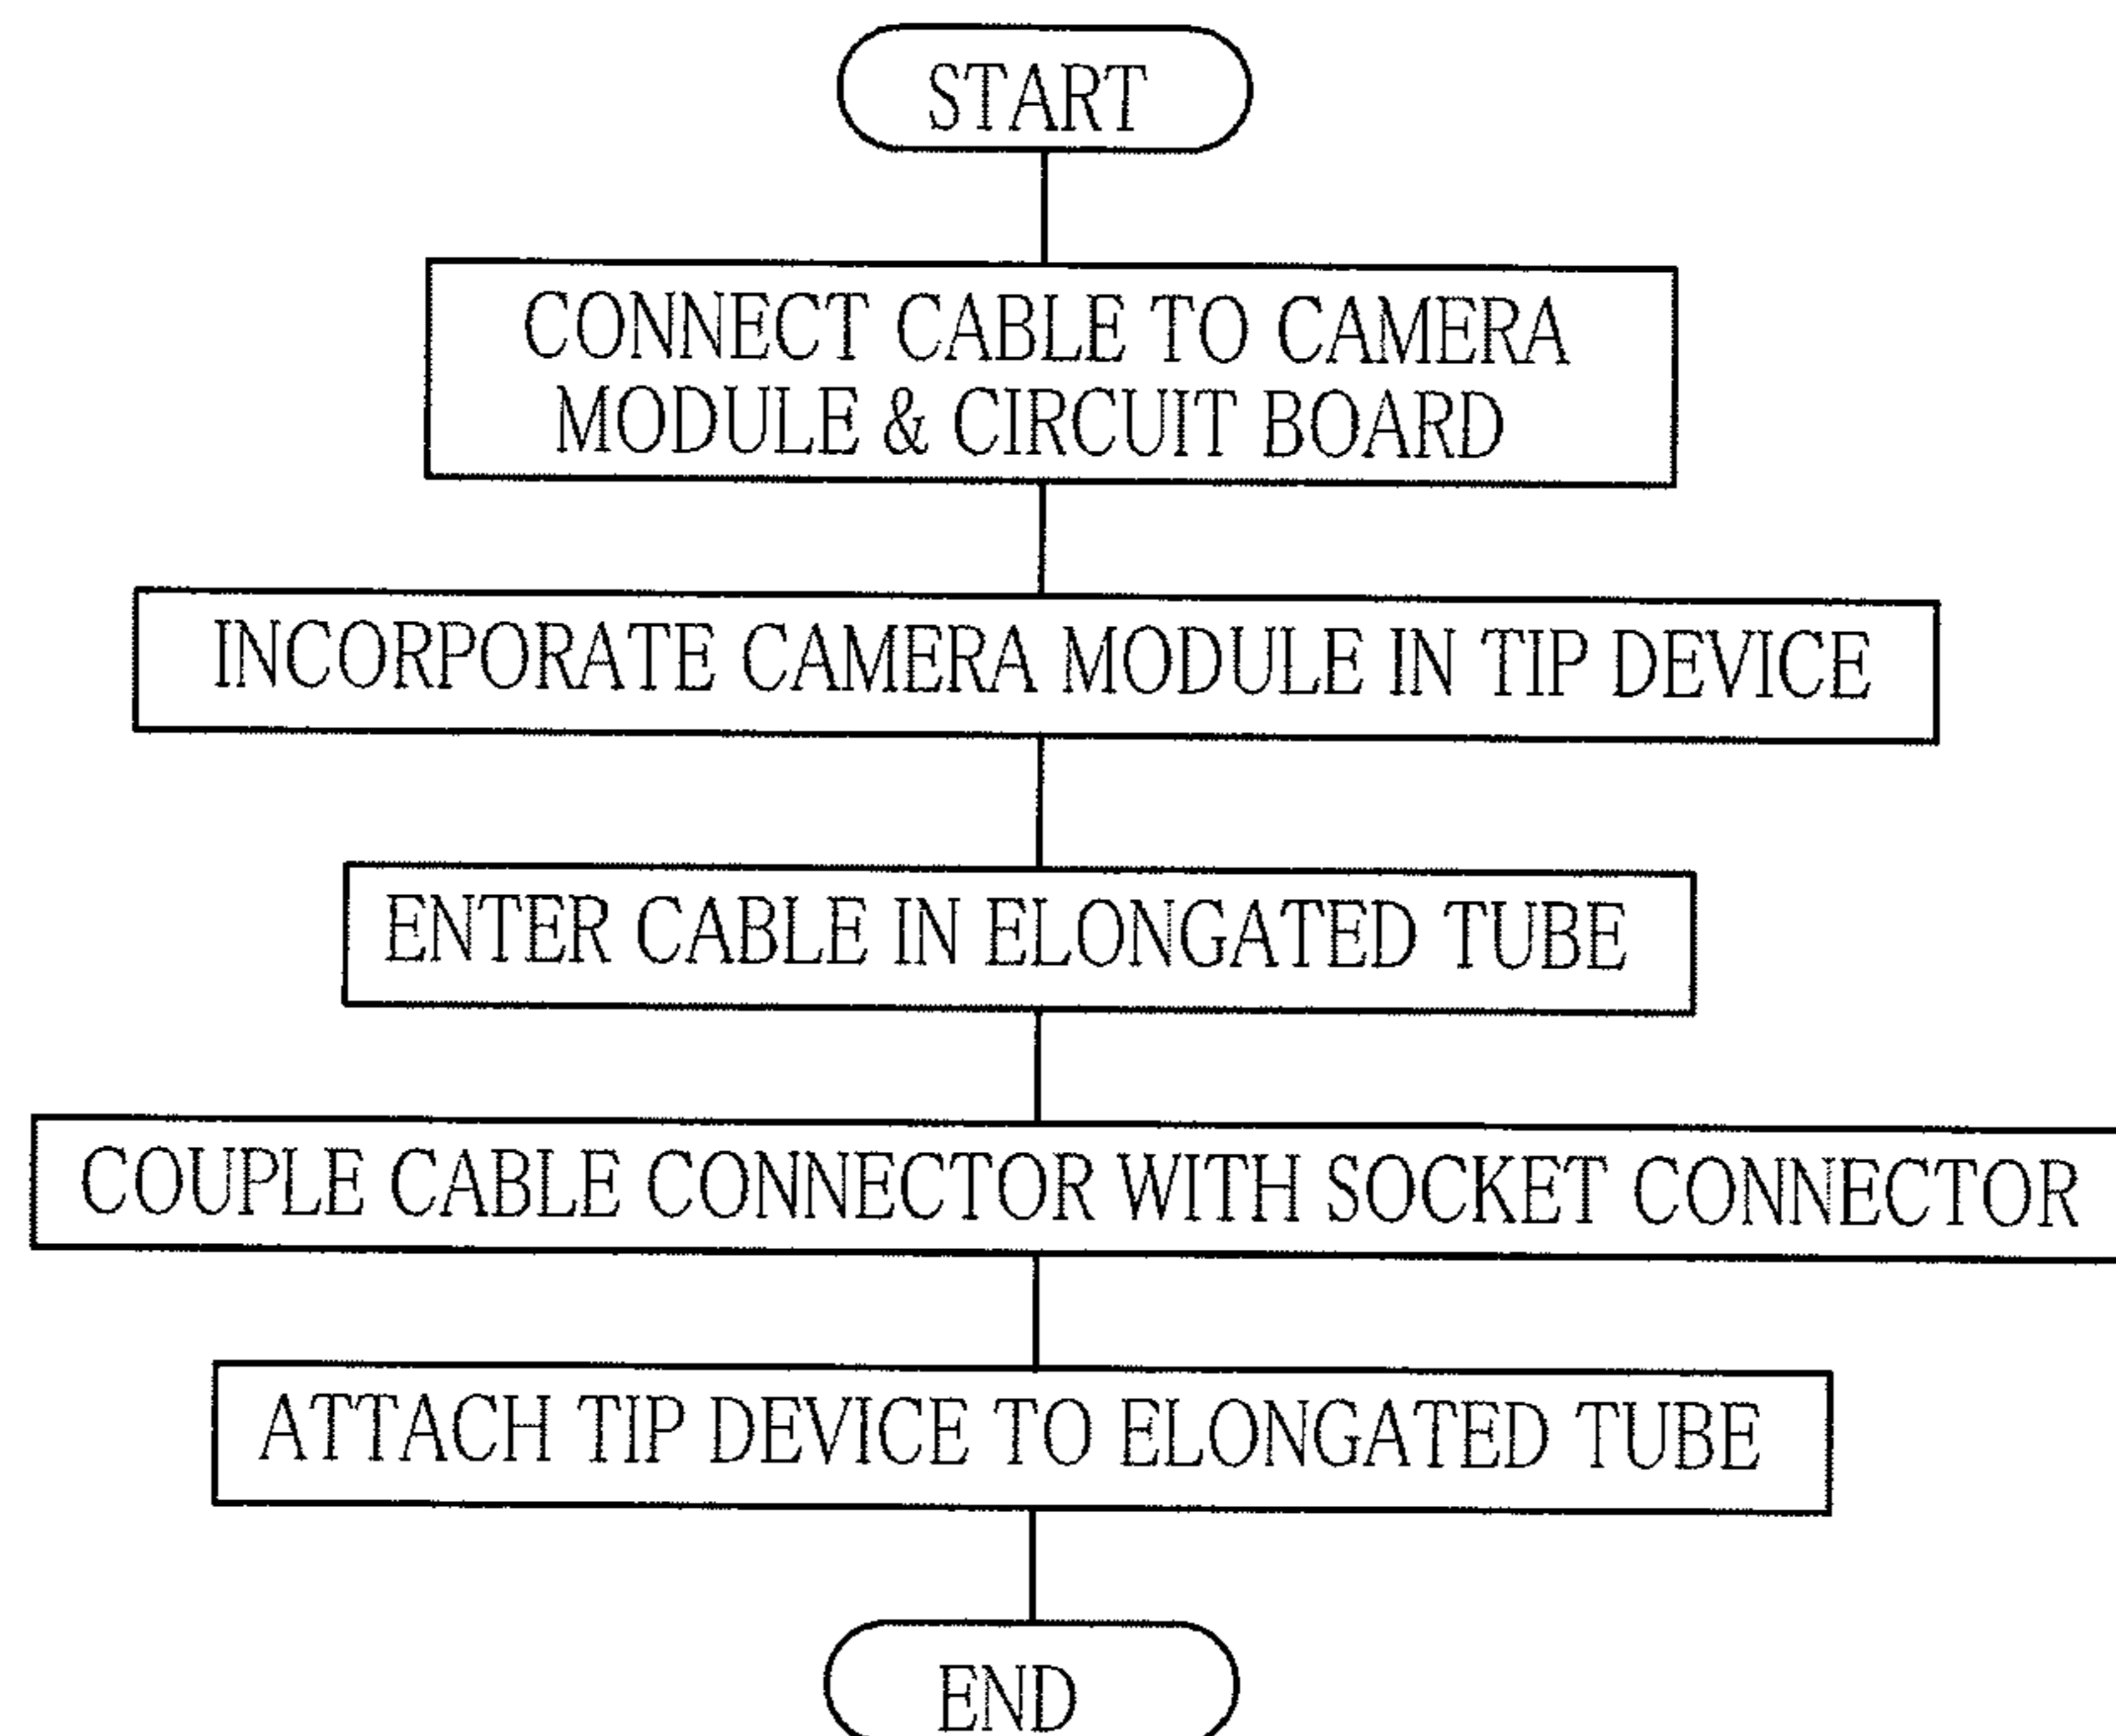 START
CONNECT CABLE TO CAMERA
MODULE & CIRCUIT BOARD
INCORPORATE CAMERA MODULE IN TIP DEVICE
ENTER CABLE IN ELONGATED TUBE
COUPLE CABLE CONNECTOR WITH SOCKET CONNECTOR
ATTACH TIP DEVICE TO ELONGATED TUBE
END